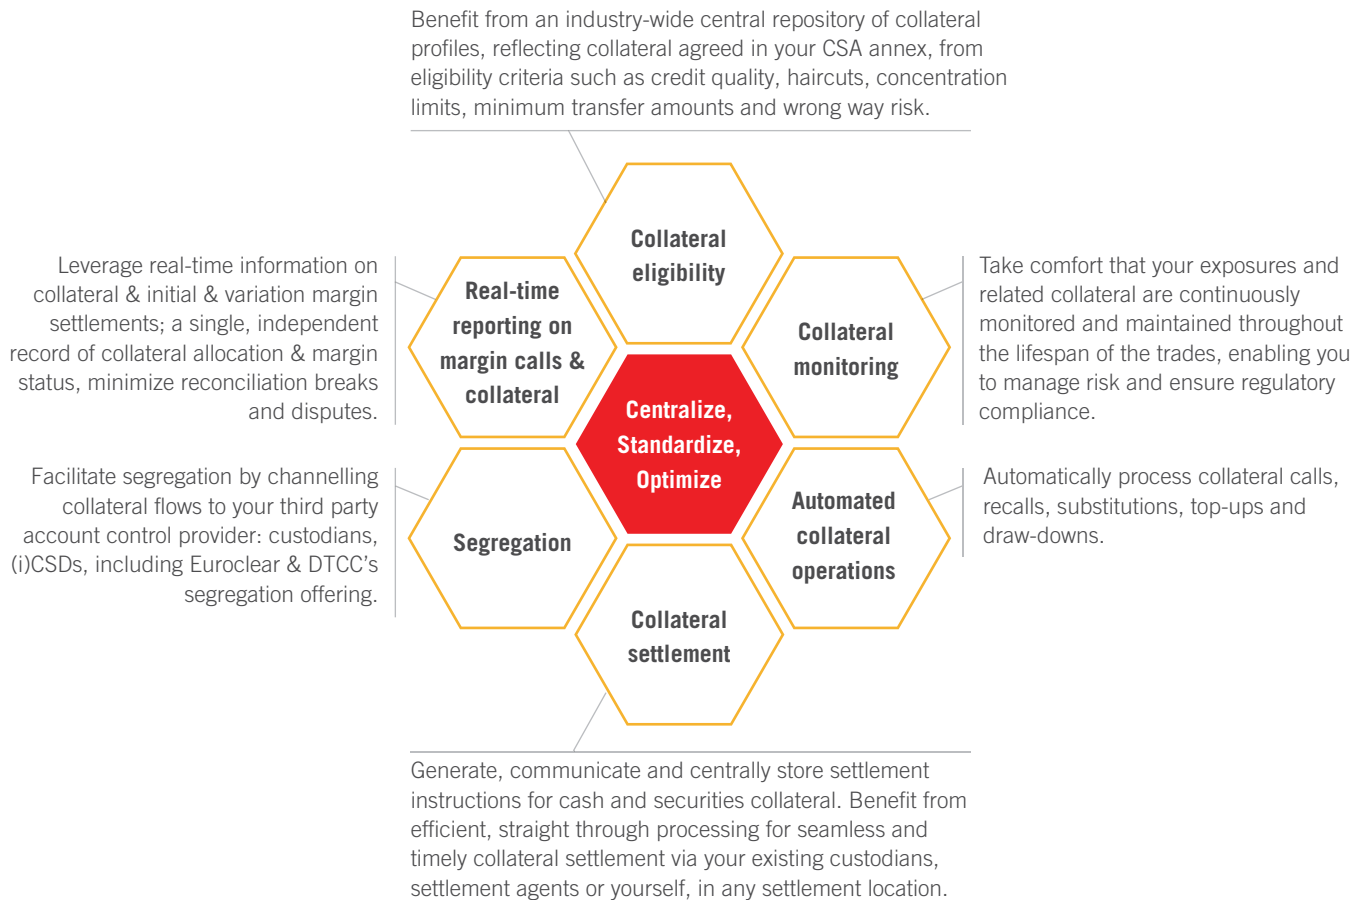 Benefit from an industry-wide central repository of collateral
profiles, reflecting collateral agreed in your CSA annex, from
eligibility criteria such as credit quality, haircuts, concentration
limits, minimum transfer amounts and wrong way risk.
Collateral
eligibility
Leverage real-time information on
collateral & initial & variation margin
settlements; a single, independent
record of collateral allocation & margin
status, minimize reconciliation breaks
and disputes.
Real-time
reporting on
margin calls &
collateral
Collateral
monitoring
Take comfort that your exposures and
related collateral are continuously
monitored and maintained throughout
the lifespan of the trades, enabling you
to manage risk and ensure regulatory
compliance.
Centralize,
Standardize,
Optimize
Facilitate segregation by channelling
collateral flows to your third party
account control provider: custodians,
(i)CSDs, including Euroclear & DTCC’s
segregation offering.
Segregation
Automated
collateral
operations
Automatically process collateral calls,
recalls, substitutions, top-ups and
draw-downs.
Collateral
settlement
Generate, communicate and centrally store settlement
instructions for cash and securities collateral. Benefit from
efficient, straight through processing for seamless and
timely collateral settlement via your existing custodians,
settlement agents or yourself, in any settlement location.